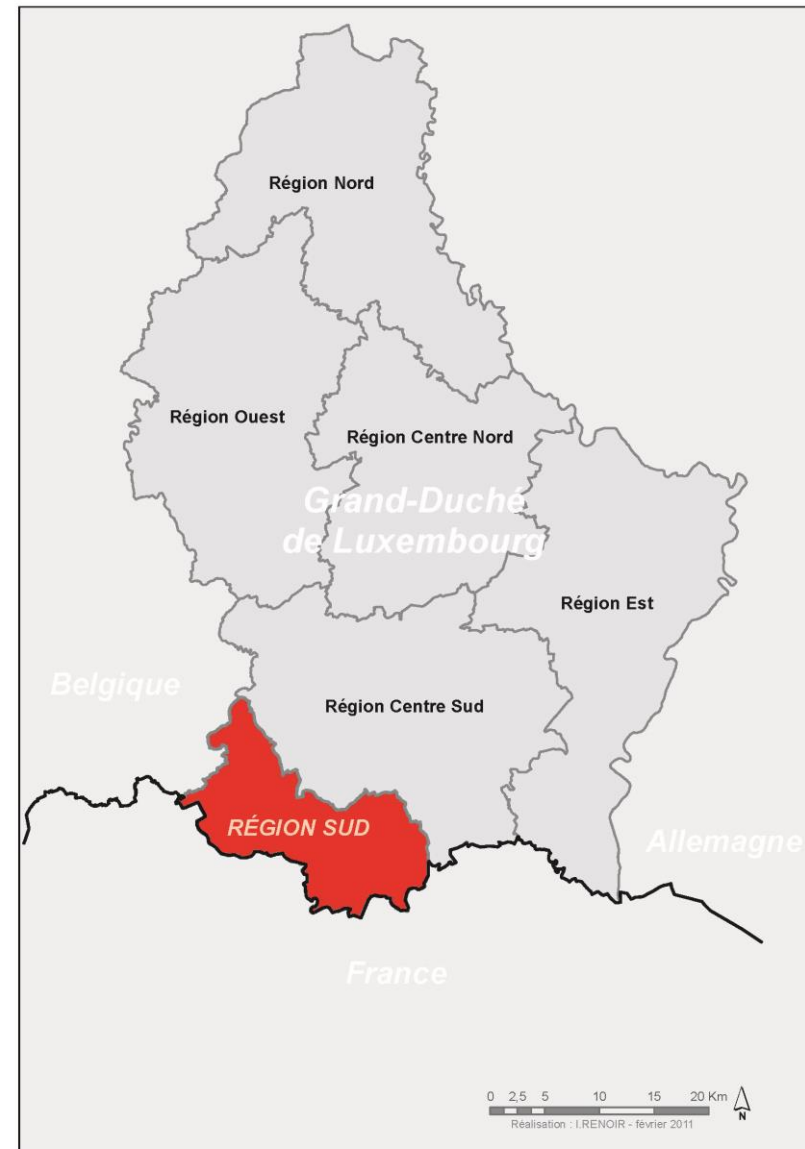 Région Nord
Région Ouest
Région Centre Nord
Grand-Duché
de Luxembourg
Région Est
Belgique
Région Centre Sud
RÉGION SUD
Allemagne
France
0 2,5 5 10 15 20 Km
N
Réalisation : I.RENOIR - février 2011